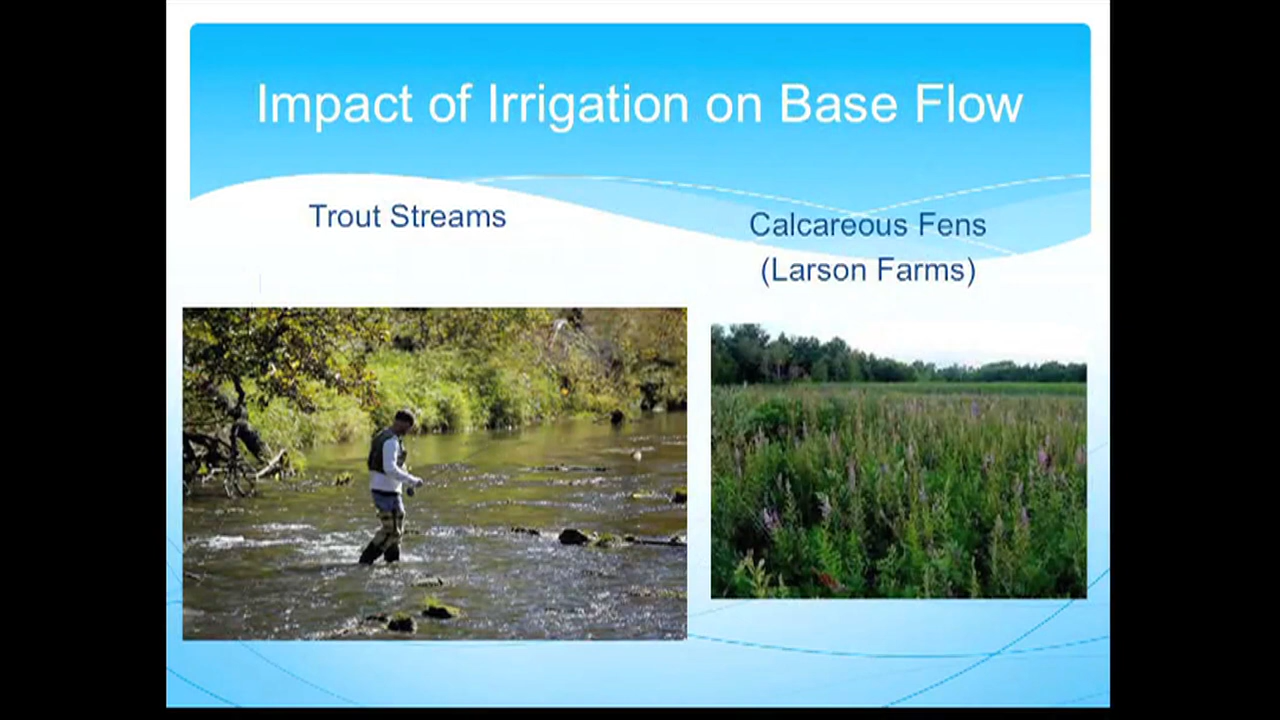 Impact of Irrigation on Base Flow
Trout Streams
Calcareous Fens
(Larson Farms)